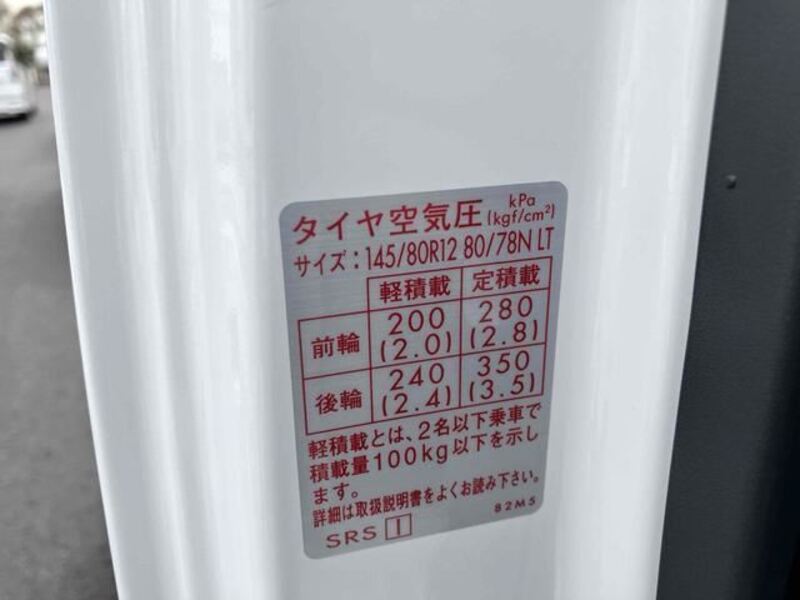 タイヤ空気圧 kPa (kgf/cm²)
サイズ：145/80R12 80/78N LT
軽積載 定積載
前輪 200 (2.0) 280 (2.8)
後輪 240 (2.4) 350 (3.5)
軽積載とは、2名以下乗車で
積載量100kg以下を示し
ます。
詳細は取扱説明書をよくお読み下さい。
SRS I 82M5